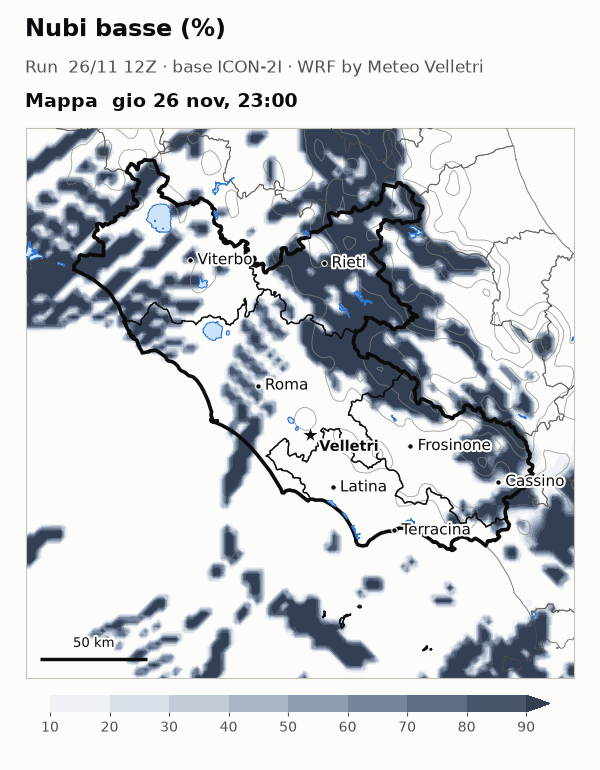 Nubi basse (%)
Run  26/11 12Z · base ICON-2I · WRF by Meteo Velletri
Mappa  gio 26 nov, 23:00
Viterbo
Rieti
Roma
Velletri
Frosinone
Cassino
Latina
Terracina
50 km
10 20 30 40 50 60 70 80 90